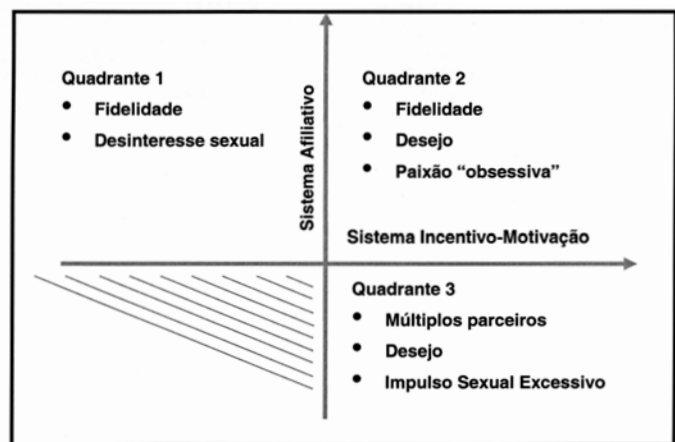 Quadrante 1
• Fidelidade
• Desinteresse sexual
Sistema Afiliativo
Quadrante 2
• Fidelidade
• Desejo
• Paixão “obsessiva”
Sistema Incentivo-Motivação
Quadrante 3
• Múltiplos parceiros
• Desejo
• Impulso Sexual Excessivo